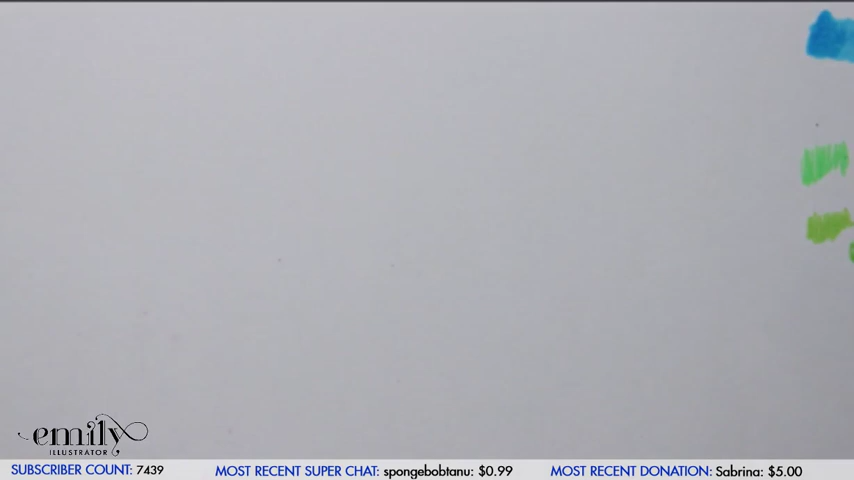 emily
ILLUSTRATOR
SUBSCRIBER COUNT: 7439 MOST RECENT SUPER CHAT: spongebobtanu: $0.99 MOST RECENT DONATION: Sabrina: $5.00